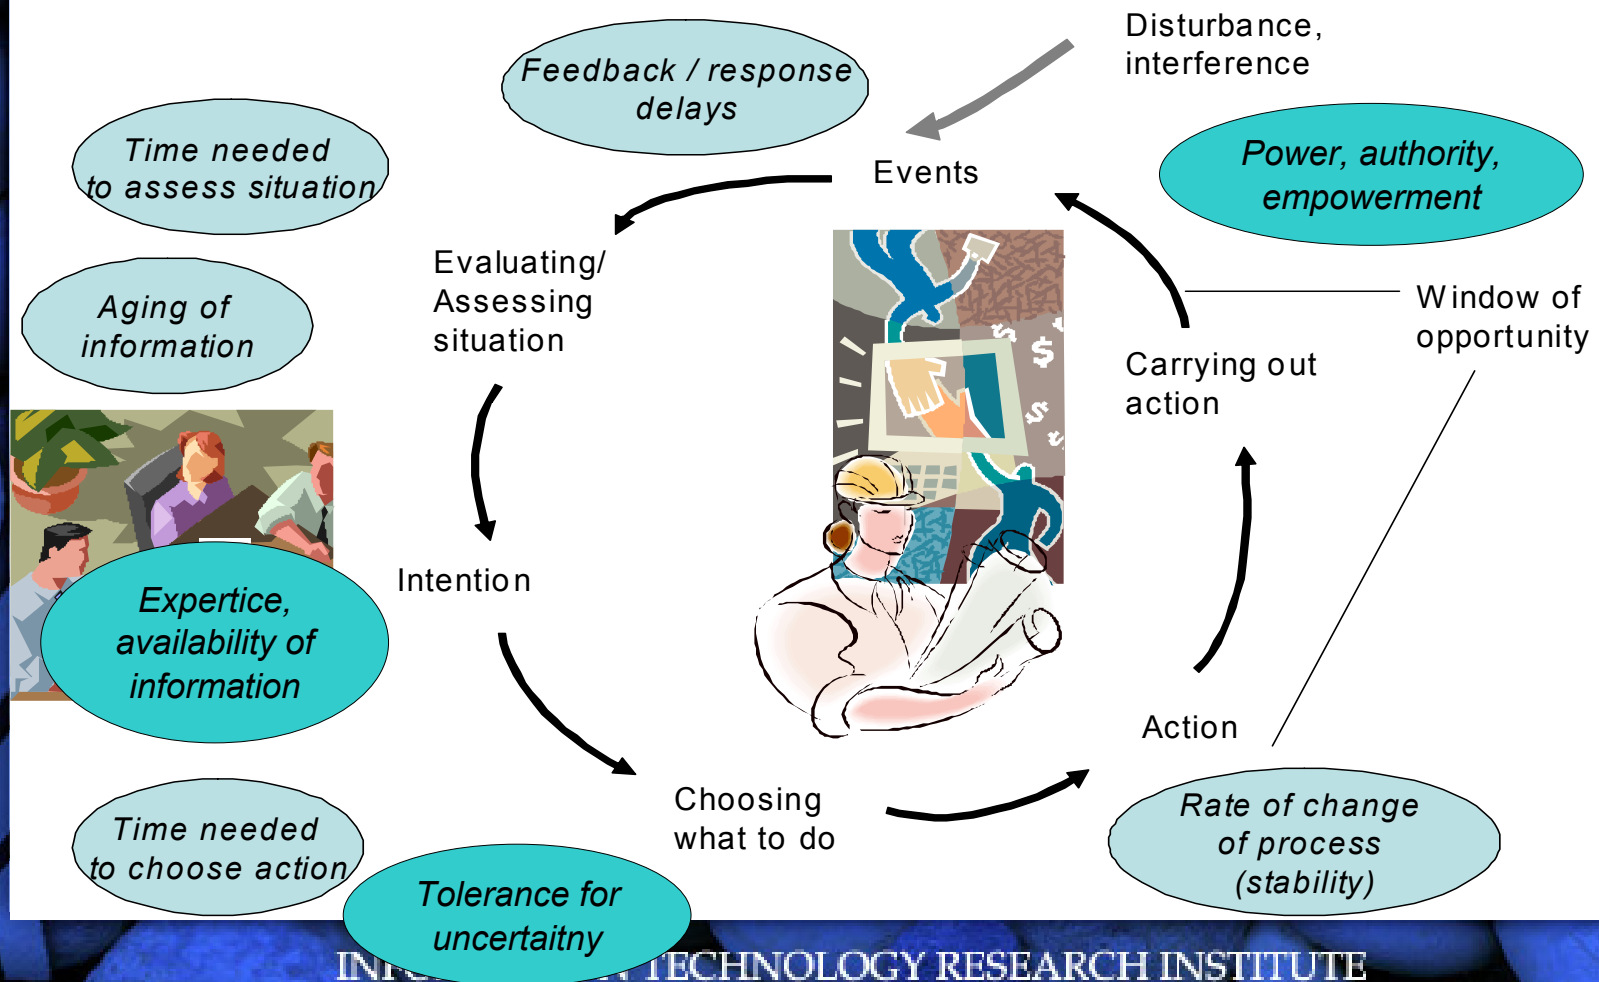 Disturbance,
interference
Feedback / response
delays
Time needed
to assess situation
Events
Power, authority,
empowerment
Evaluating/
Assessing
situation
Aging of
information
Window of
opportunity
Carrying out
action
Intention
Expertice,
availability of
information
Action
Choosing
what to do
Time needed
to choose action
Rate of change
of process
(stability)
Tolerance for
uncertaitny
TECHNOLOGY RESEARCH INSTITUTE